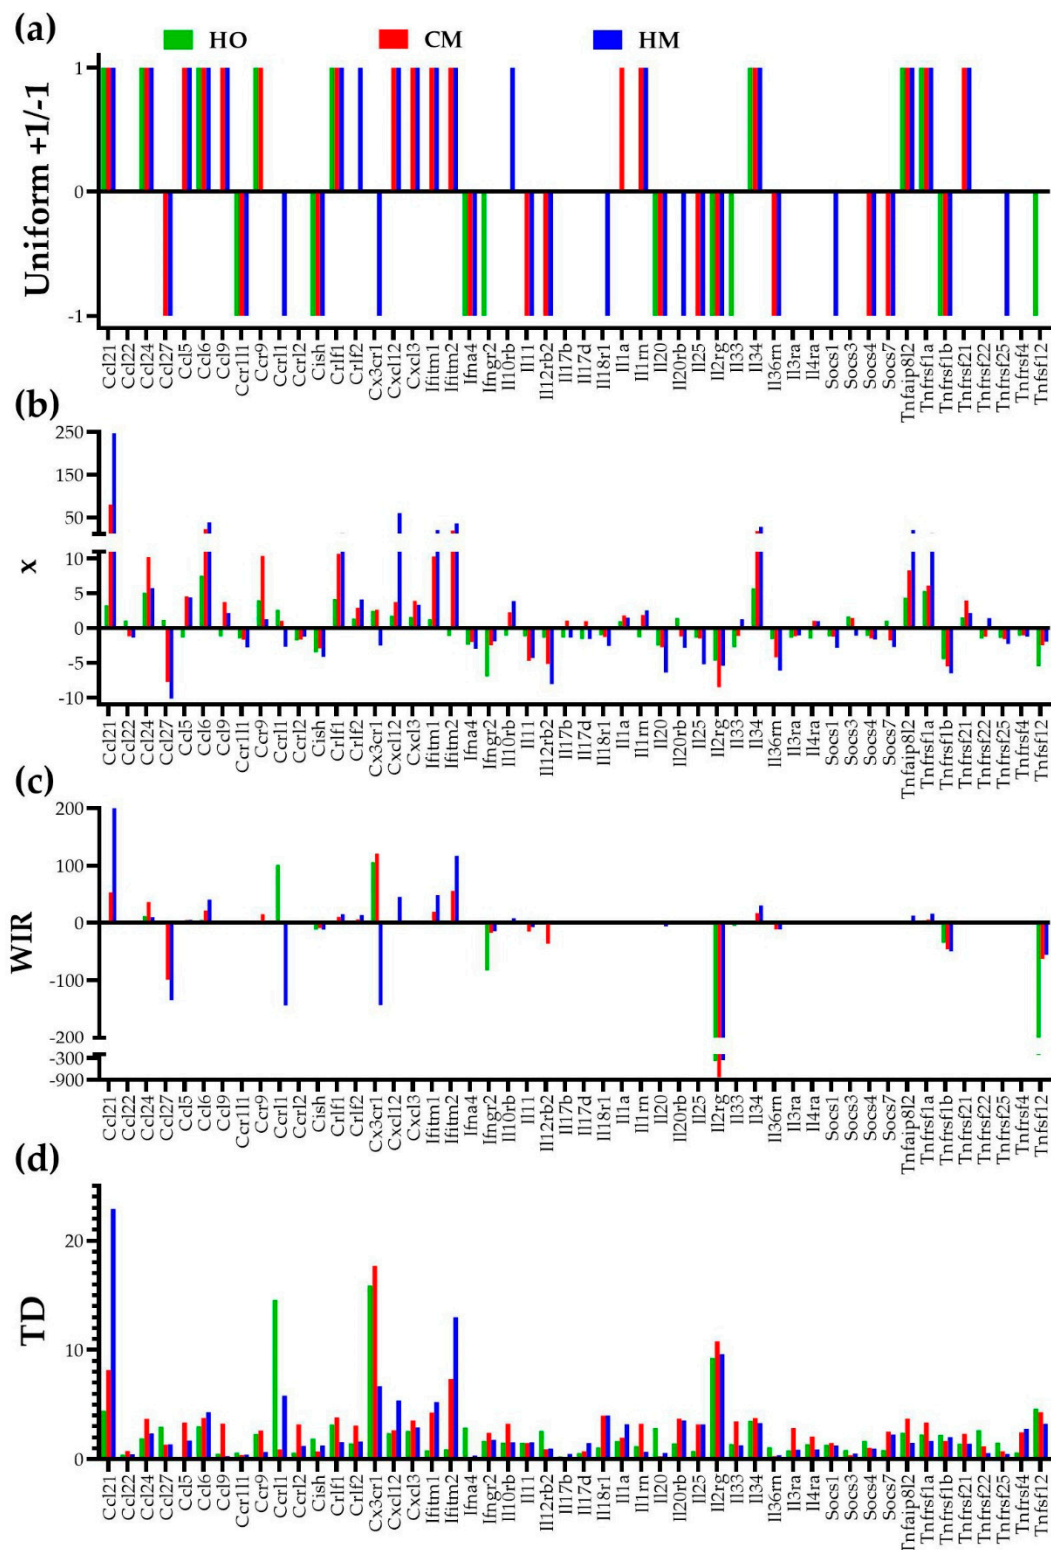 (a)
HO CM HM
Uniform +1/-1
1
0
-1
Ccl21 Ccl22 Ccl24 Ccl27 Ccl5 Ccl6 Ccl9 Ccr1l1 Ccr9 Ccrl1 Ccrl2 Cish Crlf1 Crlf2 Cx3cr1 Cxcl12 Cxcl3 Ifitm1 Ifitm2 Ifna4 Ifngr2 Il10rb Il11 Il12rb2 Il17b Il17d Il18r1 Il1a Il1rn Il20 Il20rb Il25 Il2rg Il33 Il34 Il36rn Il3ra Il4ra Socs1 Socs3 Socs4 Socs7 Tnfaip8l2 Tnfrsf1a Tnfrsf1b Tnfrsf21 Tnfrsf22 Tnfrsf25 Tnfrsf4 Tnfsf12
(b)
x
250
150
50
10
5
0
-5
-10
Ccl21 Ccl22 Ccl24 Ccl27 Ccl5 Ccl6 Ccl9 Ccr1l1 Ccr9 Ccrl1 Ccrl2 Cish Crlf1 Crlf2 Cx3cr1 Cxcl12 Cxcl3 Ifitm1 Ifitm2 Ifna4 Ifngr2 Il10rb Il11 Il12rb2 Il17b Il17d Il18r1 Il1a Il1rn Il20 Il20rb Il25 Il2rg Il33 Il34 Il36rn Il3ra Il4ra Socs1 Socs3 Socs4 Socs7 Tnfaip8l2 Tnfrsf1a Tnfrsf1b Tnfrsf21 Tnfrsf22 Tnfrsf25 Tnfrsf4 Tnfsf12
(c)
WIR
200
100
0
-100
-200
-300
-900
Ccl21 Ccl22 Ccl24 Ccl27 Ccl5 Ccl6 Ccl9 Ccr1l1 Ccr9 Ccrl1 Ccrl2 Cish Crlf1 Crlf2 Cx3cr1 Cxcl12 Cxcl3 Ifitm1 Ifitm2 Ifna4 Ifngr2 Il10rb Il11 Il12rb2 Il17b Il17d Il18r1 Il1a Il1rn Il20 Il20rb Il25 Il2rg Il33 Il34 Il36rn Il3ra Il4ra Socs1 Socs3 Socs4 Socs7 Tnfaip8l2 Tnfrsf1a Tnfrsf1b Tnfrsf21 Tnfrsf22 Tnfrsf25 Tnfrsf4 Tnfsf12
(d)
TD
20
10
0
Ccl21 Ccl22 Ccl24 Ccl27 Ccl5 Ccl6 Ccl9 Ccr1l1 Ccr9 Ccrl1 Ccrl2 Cish Crlf1 Crlf2 Cx3cr1 Cxcl12 Cxcl3 Ifitm1 Ifitm2 Ifna4 Ifngr2 Il10rb Il11 Il12rb2 Il17b Il17d Il18r1 Il1a Il1rn Il20 Il20rb Il25 Il2rg Il33 Il34 Il36rn Il3ra Il4ra Socs1 Socs3 Socs4 Socs7 Tnfaip8l2 Tnfrsf1a Tnfrsf1b Tnfrsf21 Tnfrsf22 Tnfrsf25 Tnfrsf4 Tnfsf12